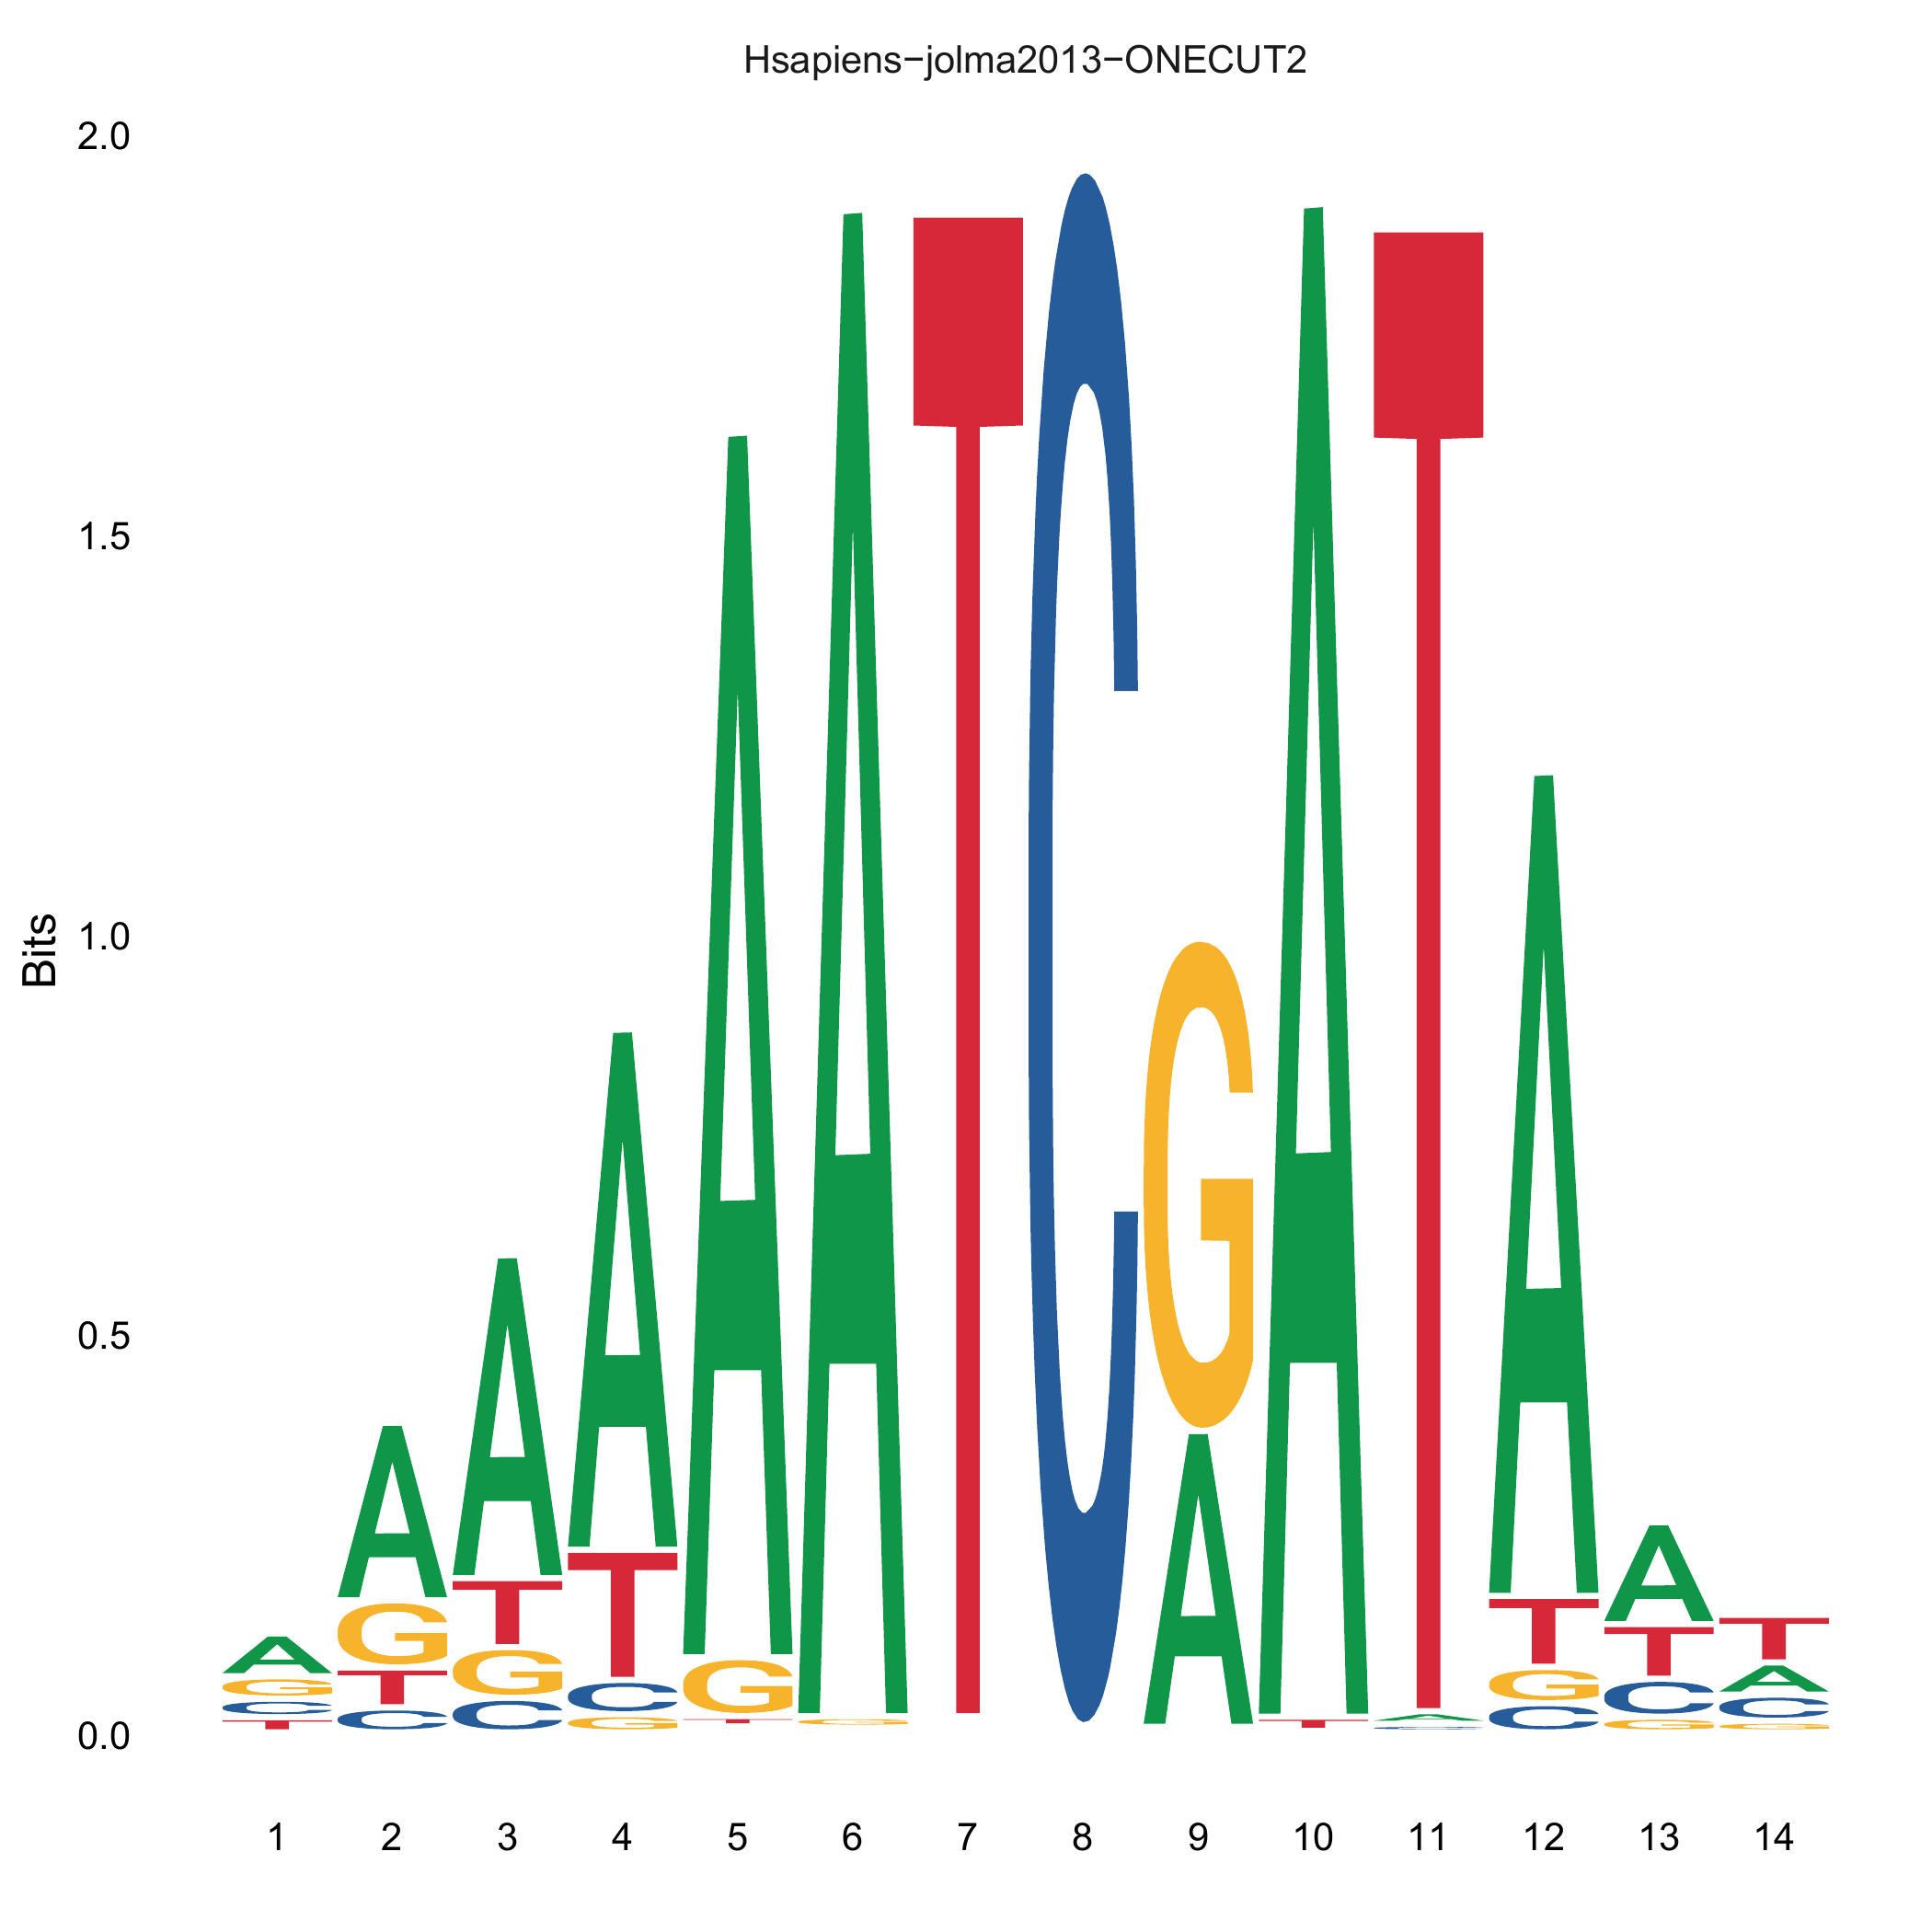 Hsapiens−jolma2013−ONECUT2
2.0
1.5
1.0
0.5
0.0
Bits
A G C T
A G T C
A T G C
A T C G
A G T
A G
T
C
G A
A T
T A C
A T G C
A T C G
T A C G
1 2 3 4 5 6 7 8 9 10 11 12 13 14